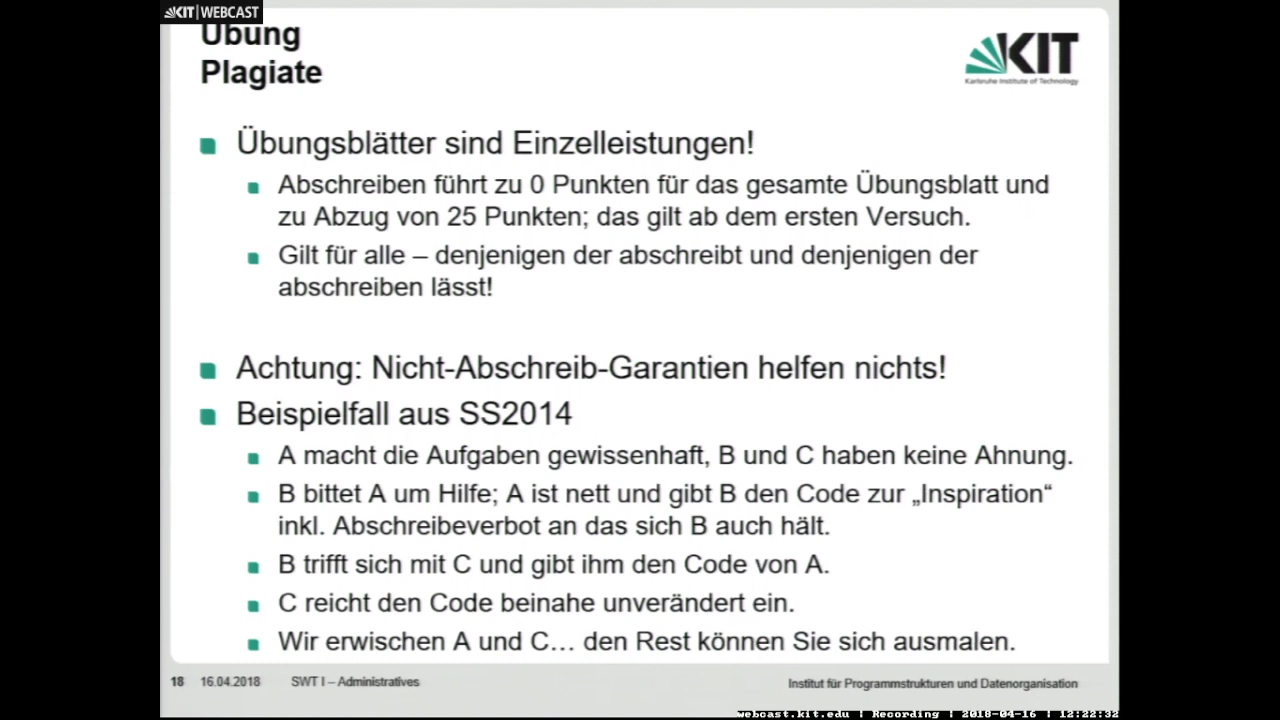 KIT | WEBCAST
Übung
Plagiate
KIT
Karlsruhe Institute of Technology
Übungsblätter sind Einzelleistungen!
Abschreiben führt zu 0 Punkten für das gesamte Übungsblatt und
zu Abzug von 25 Punkten; das gilt ab dem ersten Versuch.
Gilt für alle – denjenigen der abschreibt und denjenigen der
abschreiben lässt!
Achtung: Nicht-Abschreib-Garantien helfen nichts!
Beispielfall aus SS2014
A macht die Aufgaben gewissenhaft, B und C haben keine Ahnung.
B bittet A um Hilfe; A ist nett und gibt B den Code zur „Inspiration“
inkl. Abschreibeverbot an das sich B auch hält.
B trifft sich mit C und gibt ihm den Code von A.
C reicht den Code beinahe unverändert ein.
Wir erwischen A und C… den Rest können Sie sich ausmalen.
18 16.04.2018 SWT I – Administratives
Institut für Programmstrukturen und Datenorganisation
webcast.kit.edu | Recording | 2018-04-16 | 12:22:32